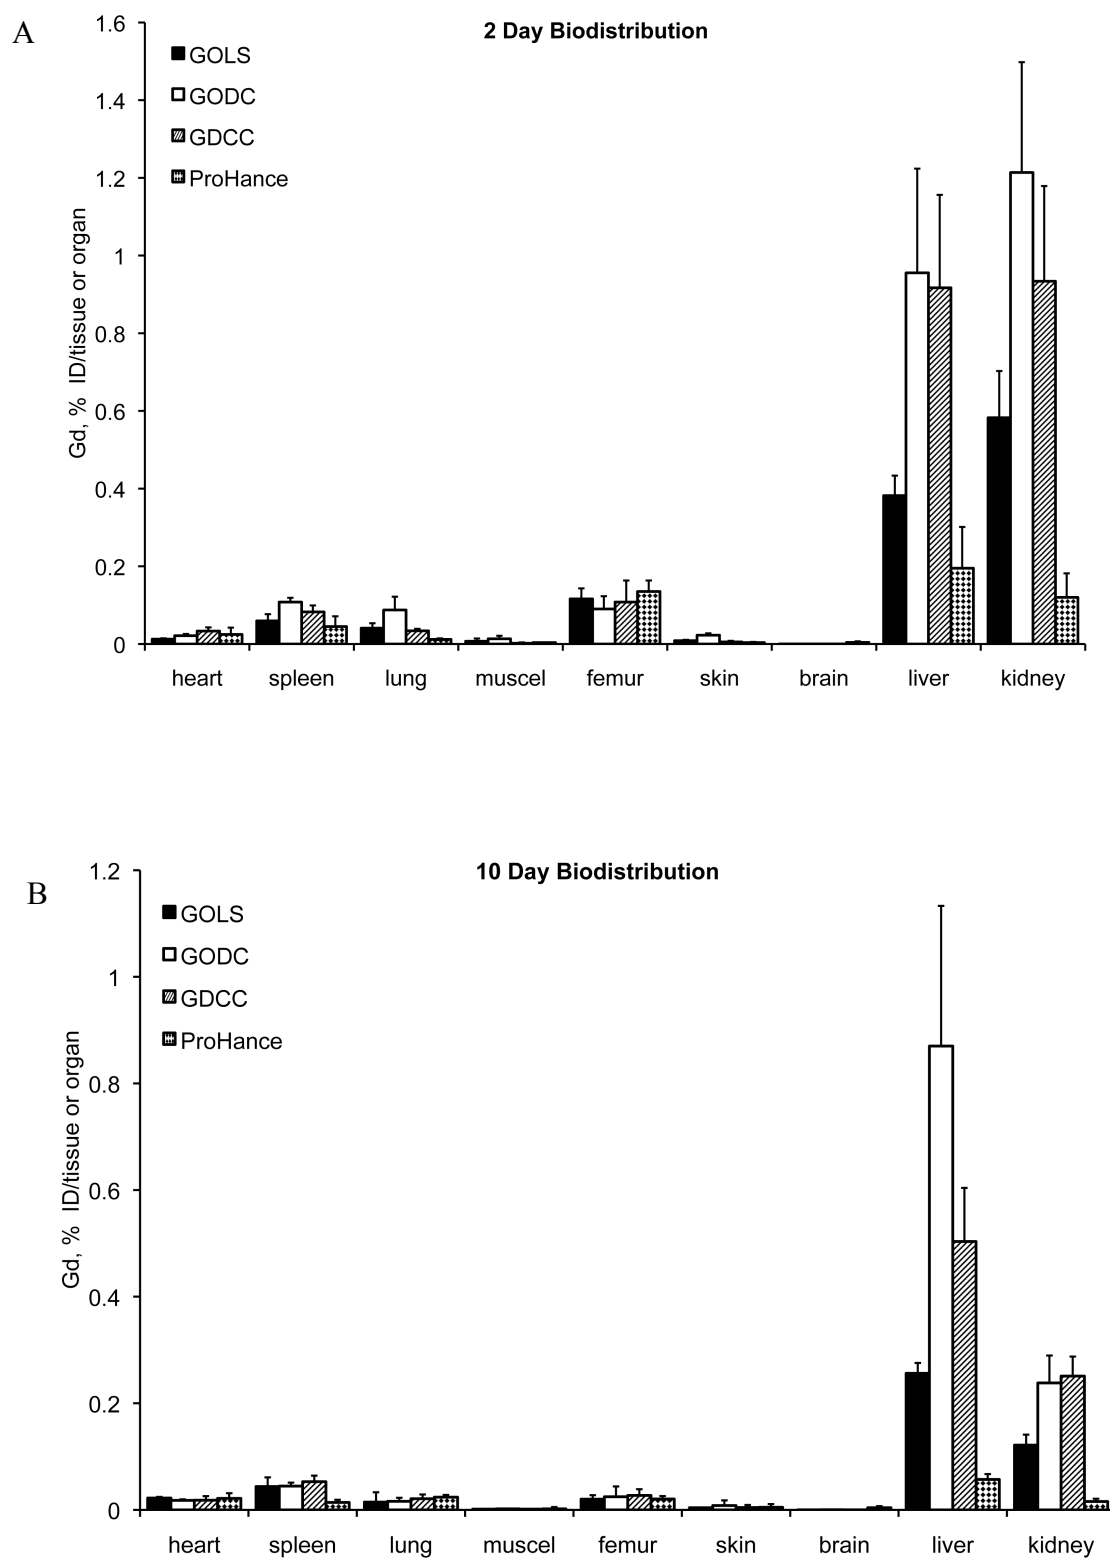 A
2 Day Biodistribution
GOLS
GODC
GDCC
ProHance
Gd, % ID/tissue or organ
1.6
1.4
1.2
1
0.8
0.6
0.4
0.2
0
heart spleen lung muscel femur skin brain liver kidney
B
10 Day Biodistribution
GOLS
GODC
GDCC
ProHance
Gd, % ID/tissue or organ
1.2
1
0.8
0.6
0.4
0.2
0
heart spleen lung muscel femur skin brain liver kidney